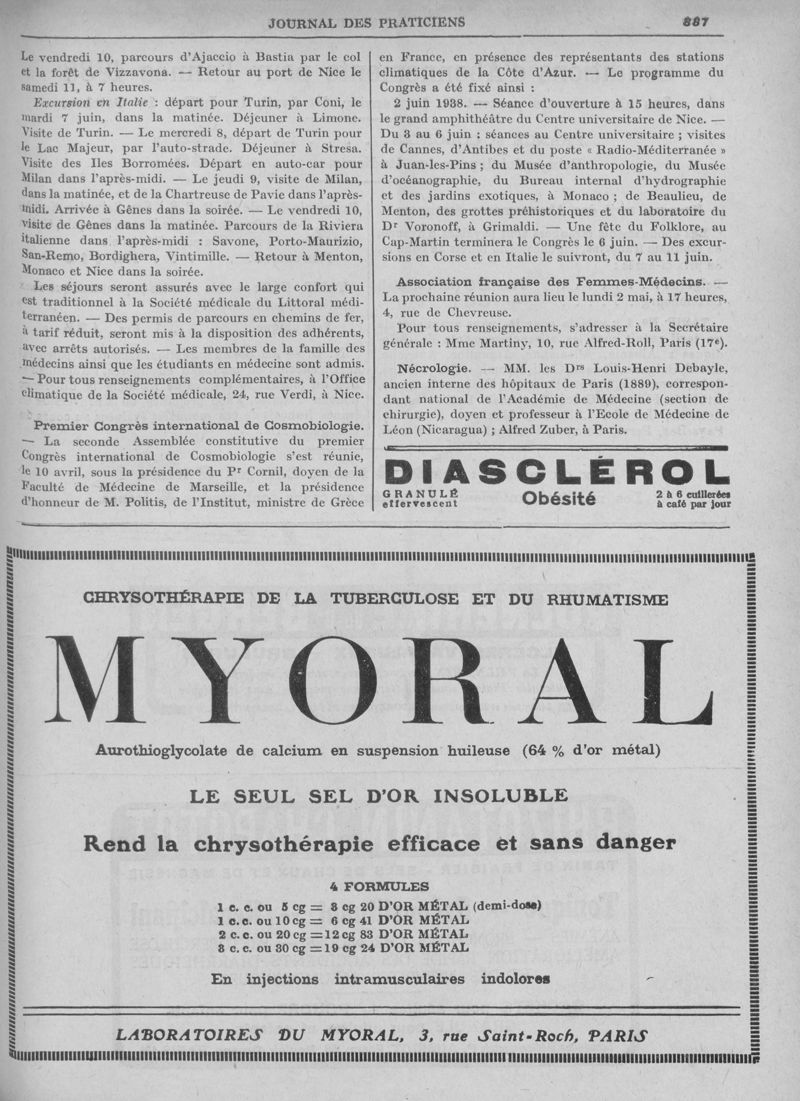 JOURNAL DES PRATICIENS 887
Le vendredi 10, parcours d'Ajaccio à Bastia par le col
et la forêt de Vizzavona. — Retour au port de Nice le
samedi 11, à 7 heures.
Excursion en Italie : départ pour Turin, par Coni, le
mardi 7 juin, dans la matinée. Déjeuner à Limone.
Visite de Turin. — Le mercredi 8, départ de Turin pour
le Lac Majeur, par l'auto-strade. Déjeuner à Stresa.
Visite des Iles Borromées. Départ en auto-car pour
Milan dans l'après-midi. — Le jeudi 9, visite de Milan,
dans la matinée, et de la Chartreuse de Pavie dans l'après-
midi. Arrivée à Gênes dans la soirée. — Le vendredi 10,
visite de Gênes dans la matinée. Parcours de la Riviera
italienne dans l'après-midi : Savone, Porto-Maurizio,
San-Remo, Bordighera, Vintimille. — Retour à Menton,
Monaco et Nice dans la soirée.
Les séjours seront assurés avec le large confort qui
est traditionnel à la Société médicale du Littoral médi-
terranéen. — Des permis de parcours en chemins de fer,
à tarif réduit, seront mis à la disposition des adhérents,
avec arrêts autorisés. — Les membres de la famille des
médecins ainsi que les étudiants en médecine sont admis.
— Pour tous renseignements complémentaires, à l'Office
climatique de la Société médicale, 24, rue Verdi, à Nice.
Premier Congrès international de Cosmobiologie.
— La seconde Assemblée constitutive du premier
Congrès international de Cosmobiologie s'est réunie,
le 10 avril, sous la présidence du Pr Cornil, doyen de la
Faculté de Médecine de Marseille, et la présidence
d'honneur de M. Politis, de l'Institut, ministre de Grèce
en France, en présence des représentants des stations
climatiques de la Côte d'Azur. — Le programme du
Congrès a été fixé ainsi :
2 juin 1938. — Séance d'ouverture à 15 heures, dans
le grand amphithéâtre du Centre universitaire de Nice. —
Du 3 au 6 juin : séances au Centre universitaire ; visites
de Cannes, d'Antibes et du poste « Radio-Méditerranée »
à Juan-les-Pins ; du Musée d'anthropologie, du Musée
d'océanographie, du Bureau internal d'hydrographie
et des jardins exotiques, à Monaco ; de Beaulieu, de
Menton, des grottes préhistoriques et du laboratoire du
Dr Voronoff, à Grimaldi. — Une fête du Folklore, au
Cap-Martin terminera le Congrès le 6 juin. — Des excur-
sions en Corse et en Italie le suivront, du 7 au 11 juin.
Association française des Femmes-Médecins. —
La prochaine réunion aura lieu le lundi 2 mai, à 17 heures,
4, rue de Chevreuse.
Pour tous renseignements, s'adresser à la Secrétaire
générale : Mme Martiny, 10, rue Alfred-Roll, Paris (17e).
Nécrologie. — MM. les Drs Louis-Henri Debayle,
ancien interne des hôpitaux de Paris (1889), correspon-
dant national de l'Académie de Médecine (section de
chirurgie), doyen et professeur à l'Ecole de Médecine de
Léon (Nicaragua) ; Alfred Zuber, à Paris.
DIASCLÉROL
GRANULÉ
effervescent
Obésité
2 à 6 cuillerées
à café par jour
CHRYSOTHÉRAPIE DE LA TUBERCULOSE ET DU RHUMATISME
MYORAL
Aurothioglycolate de calcium en suspension huileuse (64 % d'or métal)
LE SEUL SEL D'OR INSOLUBLE
Rend la chrysothérapie efficace et sans danger
4 FORMULES
1 c. c. ou 5 cg = 3 cg 20 D'OR MÉTAL (demi-dose)
1 c. c. ou 10 cg = 6 cg 41 D'OR MÉTAL
2 c. c. ou 20 cg = 12 cg 83 D'OR MÉTAL
3 c. c. ou 30 cg = 19 cg 24 D'OR MÉTAL
En injections intramusculaires indolores
LABORATOIRES DU MYORAL, 3, rue Saint-Roch, PARIS